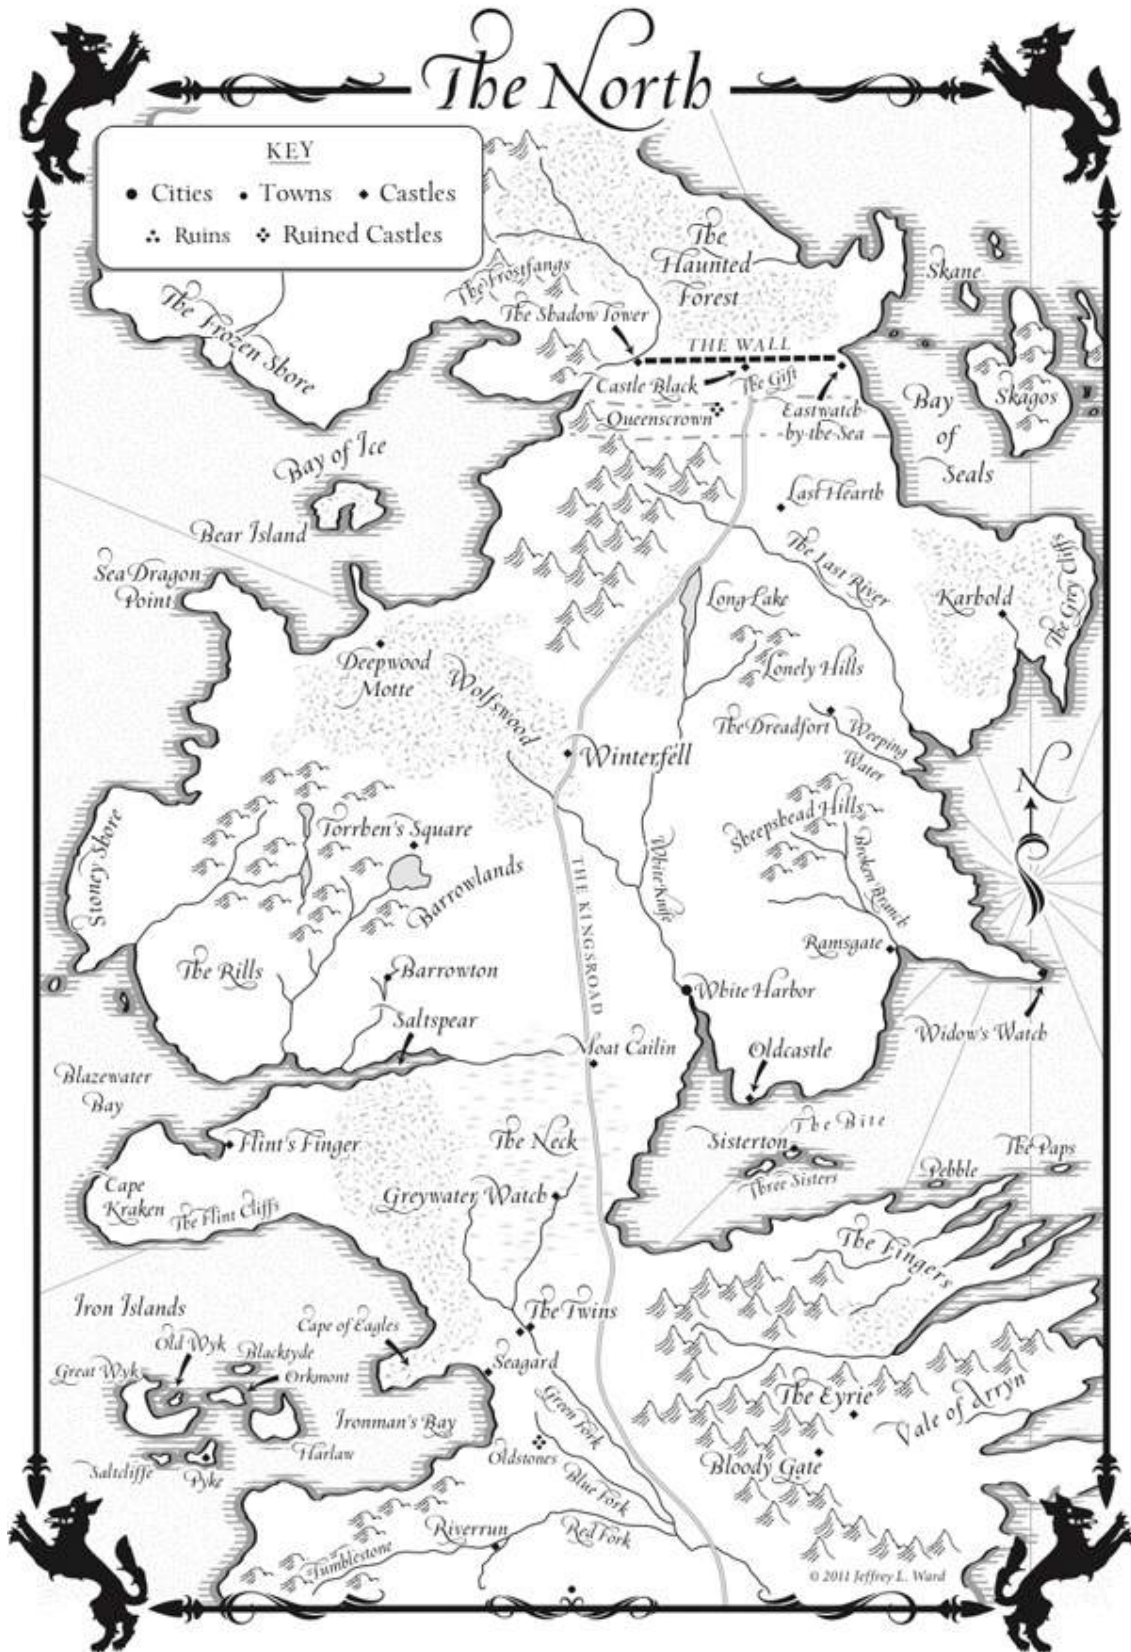 The North
KEY
Cities
Towns
Castles
Ruins
Ruined Castles
The
Haunted
Forest
Skane
The Frostfangs
The Frozen Shore
The Shadow Tower
THE WALL
Castle Black
The Gift
Skagos
Queenscrown
Eastwatch-
by-the-Sea
Bay
of
Seals
Bay of Ice
Last Hearth
Bear Island
The Last River
The Grey Cliffs
Sea Dragon
Point
Long Lake
Karhold
Deepwood
Motte
Wolfswood
Lonely Hills
The Dreadfort
Weeping
Water
Winterfell
N
Stoney Shore
Torrhen's Square
Sheepshead Hills
Barrowlands
THE KINGSROAD
White Knife
Broken Branch
Ramsgate
The Rills
Barrowton
White Harbor
Saltspear
Widow's Watch
Moat Cailin
Oldcastle
Blazewater
Bay
The Bite
Flint's Finger
The Neck
Sisterton
The Paps
Pebble
Three Sisters
Cape
Kraken
The Flint Cliffs
Greywater Watch
The Fingers
Iron Islands
The Twins
Cape of Eagles
Old Wyk
Blacktyde
Great Wyk
Orkmont
Seagard
The Eyrie
Vale of Arryn
Ironman's Bay
Green Fork
Harlaw
Oldstones
Saltcliffe
Pyke
Bloody Gate
Blue Fork
Riverrun
Red Fork
Tumblestone
© 2011 Jeffrey L. Ward